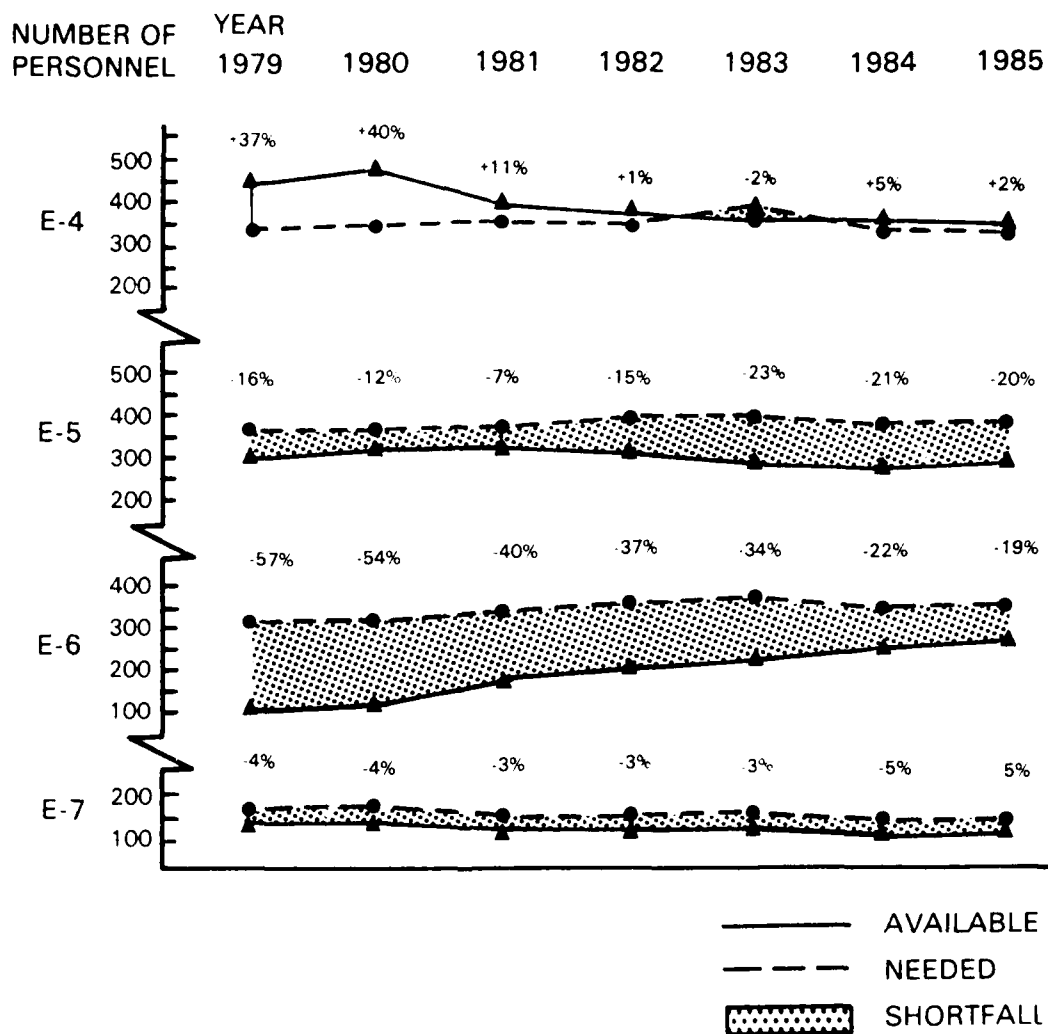 NUMBER OF PERSONNEL
YEAR
1979 1980 1981 1982 1983 1984 1985
+37% +40% +11% +1% -2% +5% +2%
E-4
500
400
300
200
-16% -12% -7% -15% -23% -21% -20%
E-5
500
400
300
200
-57% -54% -40% -37% -34% -22% -19%
E-6
400
300
200
100
-4% -4% -3% -3% -3% -5% 5%
E-7
200
100
AVAILABLE
NEEDED
SHORTFALL